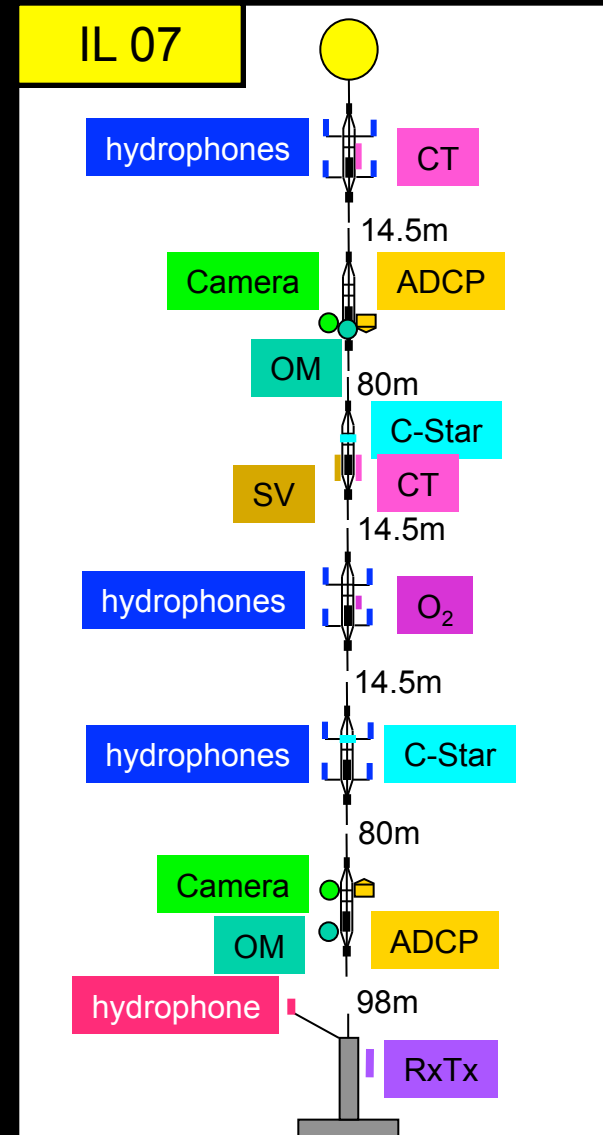 IL 07
hydrophones
CT
14.5m
Camera
ADCP
OM
80m
C-Star
SV
CT
14.5m
hydrophones
O₂
14.5m
hydrophones
C-Star
80m
Camera
OM
ADCP
hydrophone
98m
RxTx